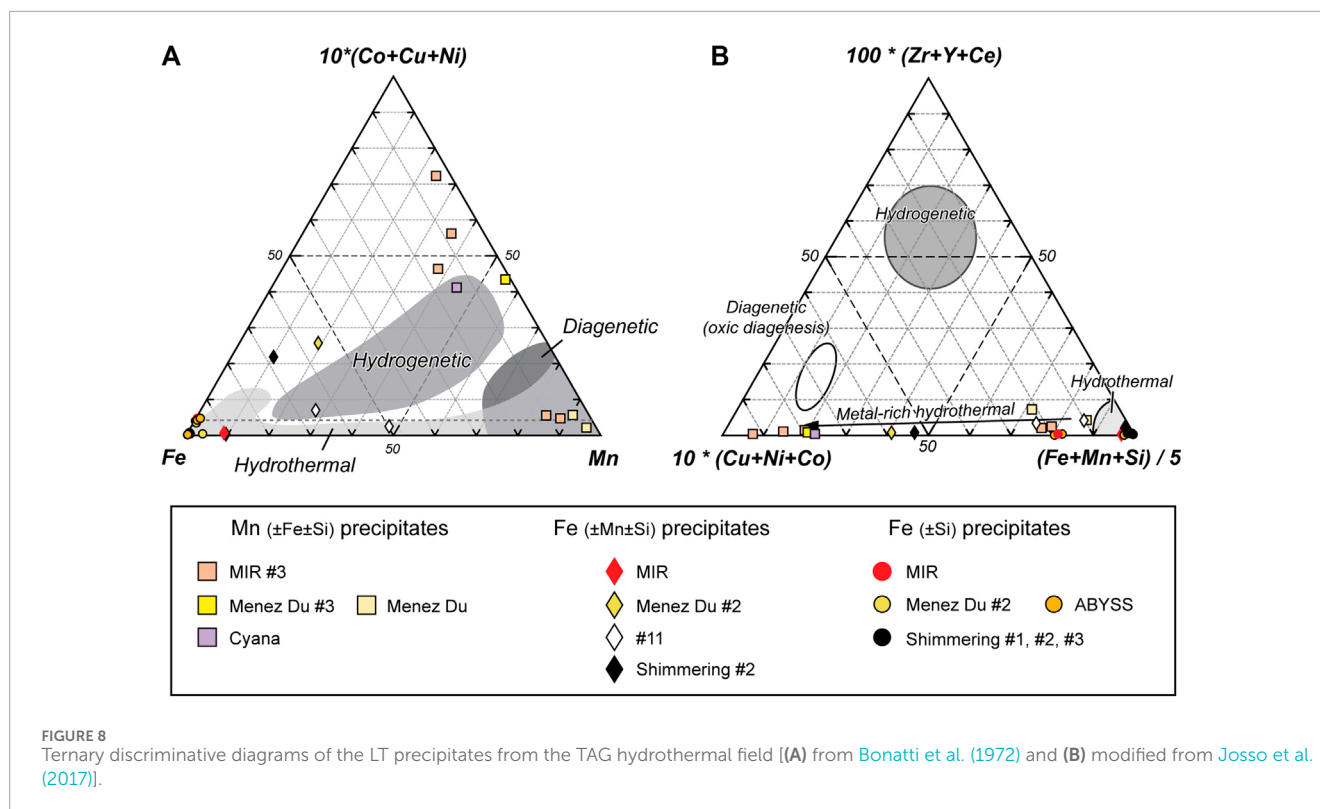 A
10*(Co+Cu+Ni)
50
50
Diagenetic
Hydrogenetic
Fe
Hydrothermal
50
Mn
B
100 * (Zr+Y+Ce)
Hydrogenetic
50
50
Diagenetic
(oxic diagenesis)
Hydrothermal
Metal-rich hydrothermal
10 * (Cu+Ni+Co)
50
(Fe+Mn+Si) / 5
Mn (±Fe±Si) precipitates
MIR #3
Menez Du #3
Menez Du
Cyana
Fe (±Mn±Si) precipitates
MIR
Menez Du #2
#11
Shimmering #2
Fe (±Si) precipitates
MIR
Menez Du #2
ABYSS
Shimmering #1, #2, #3
FIGURE 8
Ternary discriminative diagrams of the LT precipitates from the TAG hydrothermal field [(A) from Bonatti et al. (1972) and (B) modified from Josso et al.
(2017)].